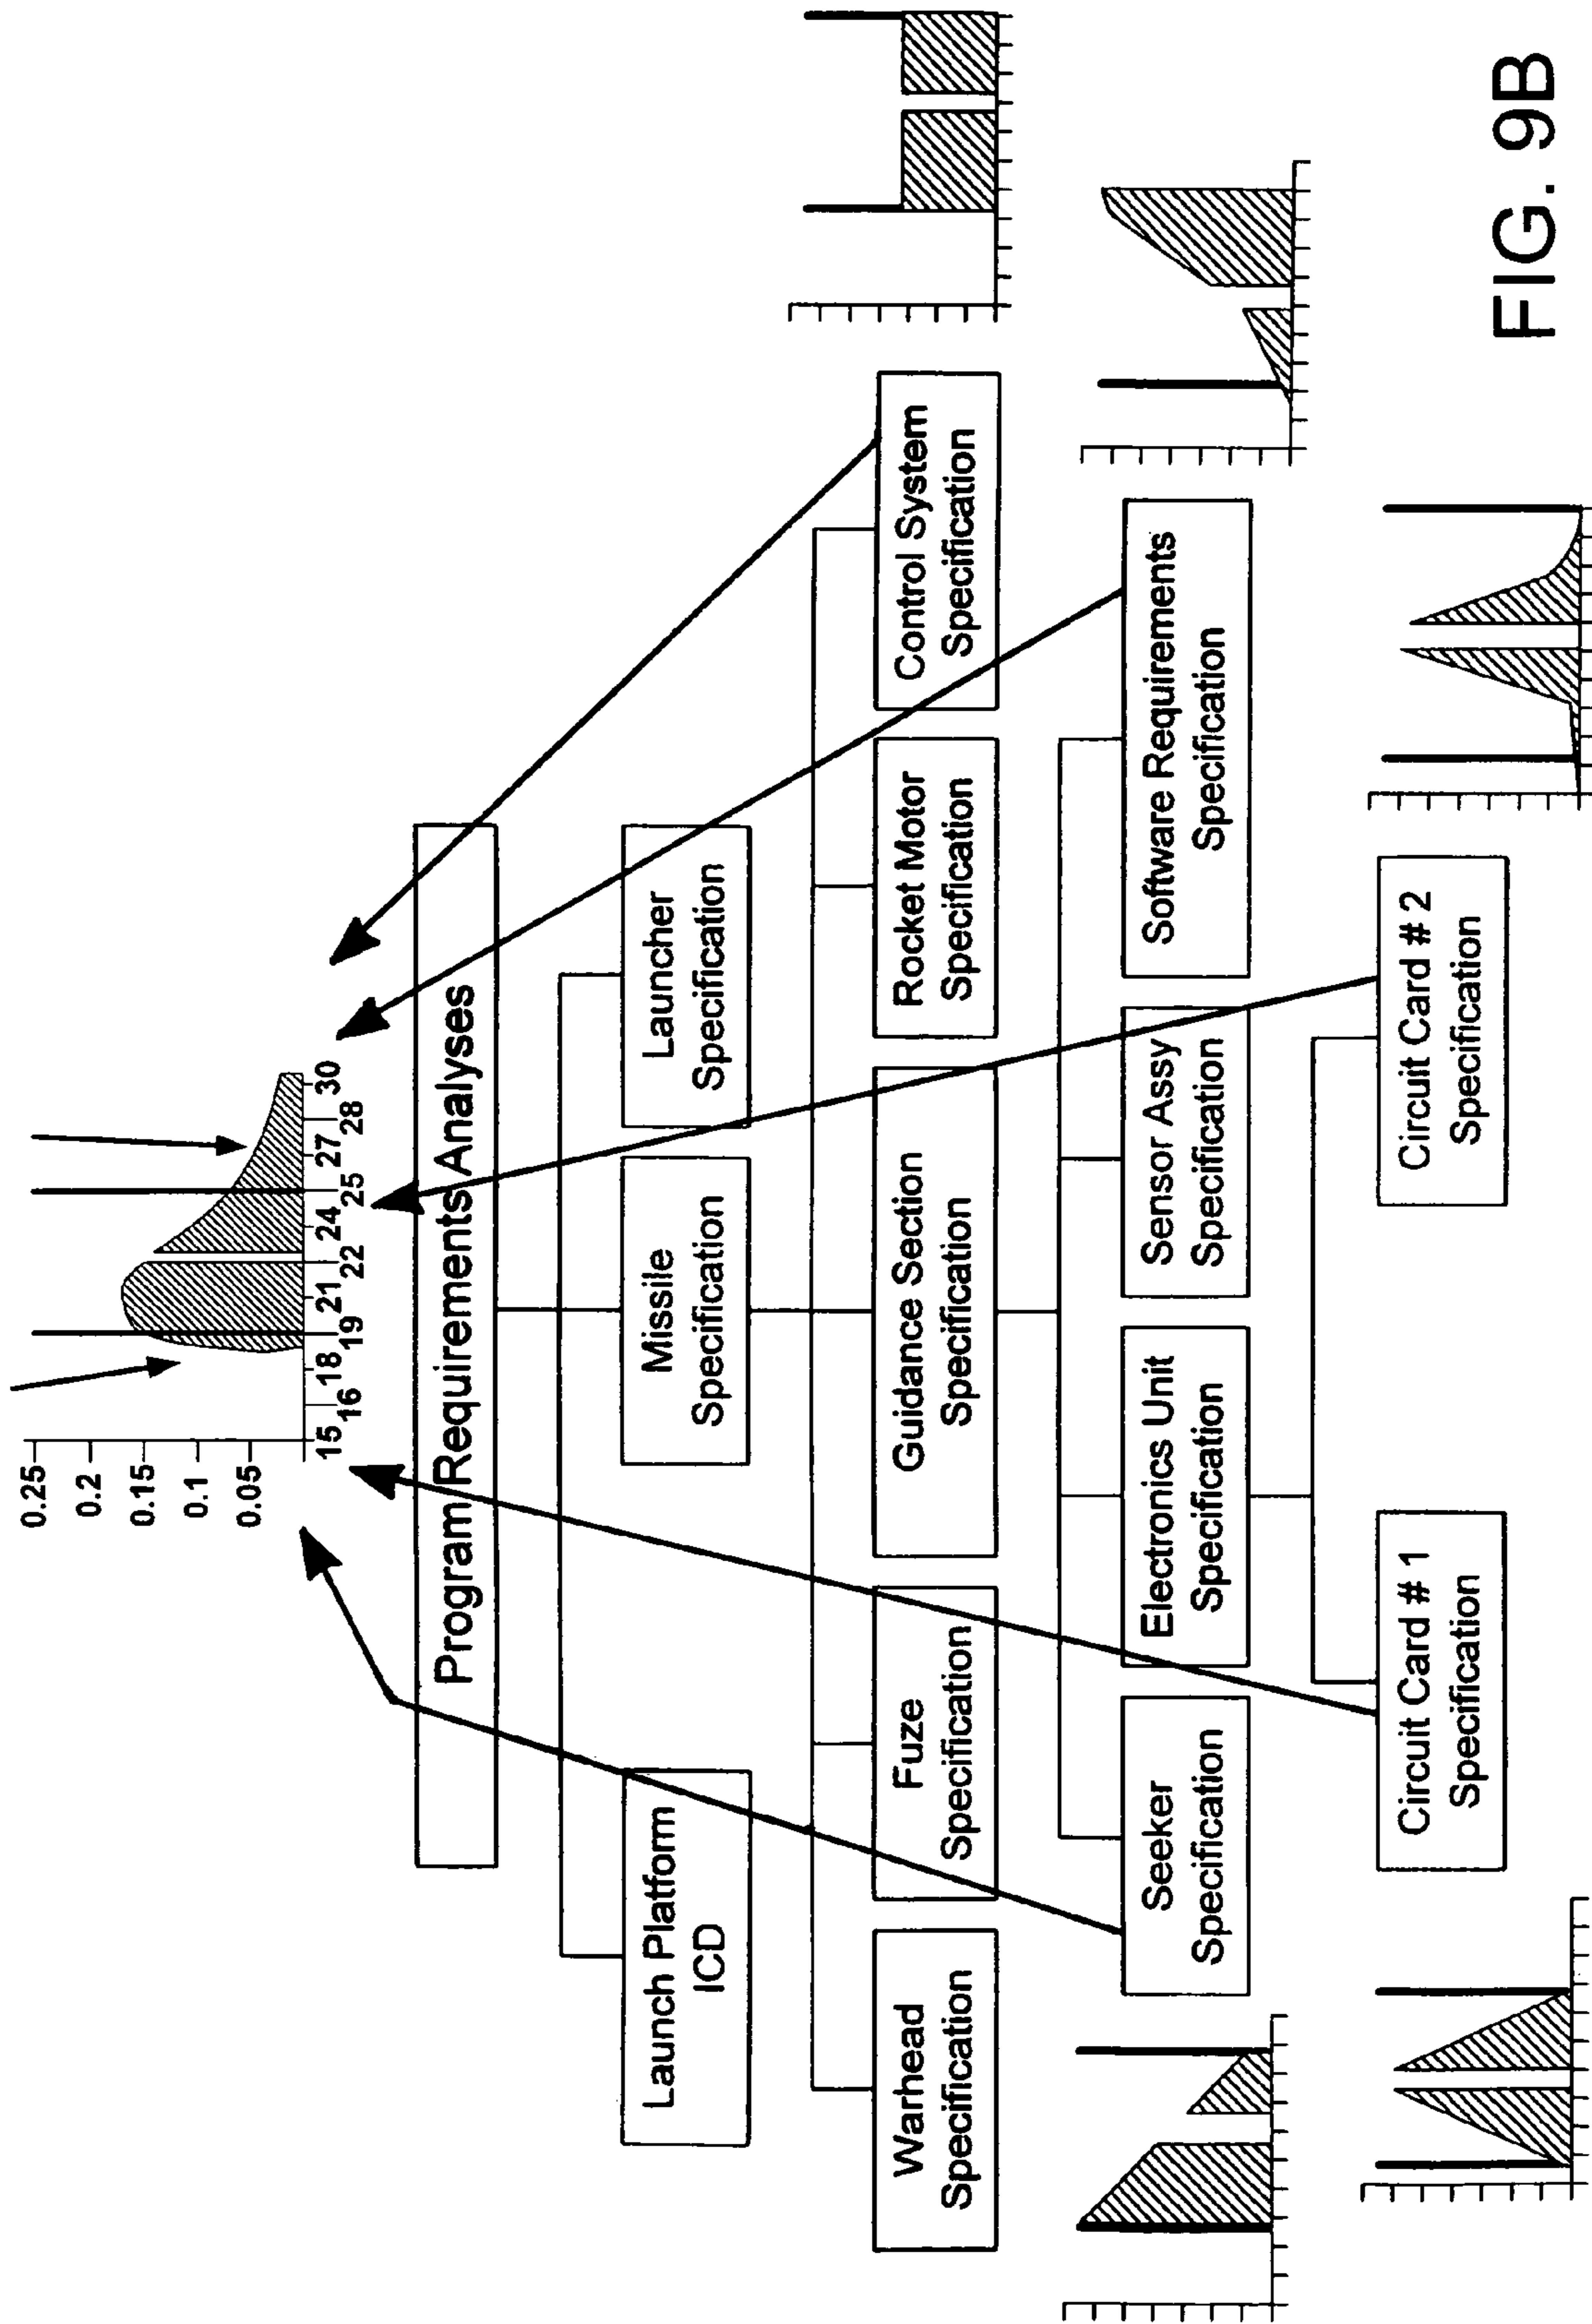 0.25
0.2
0.15
0.1
0.05
15
16
18
19
21
22
24
25
27
28
30
Program Requirements Analyses
Launch Platform
ICD
Missile
Specification
Launcher
Specification
Warhead
Specification
Fuze
Specification
Guidance Section
Specification
Rocket Motor
Specification
Control System
Specification
Seeker
Specification
Electronics Unit
Specification
Sensor Assy
Specification
Software Requirements
Specification
Circuit Card # 1
Specification
Circuit Card # 2
Specification
FIG. 9B